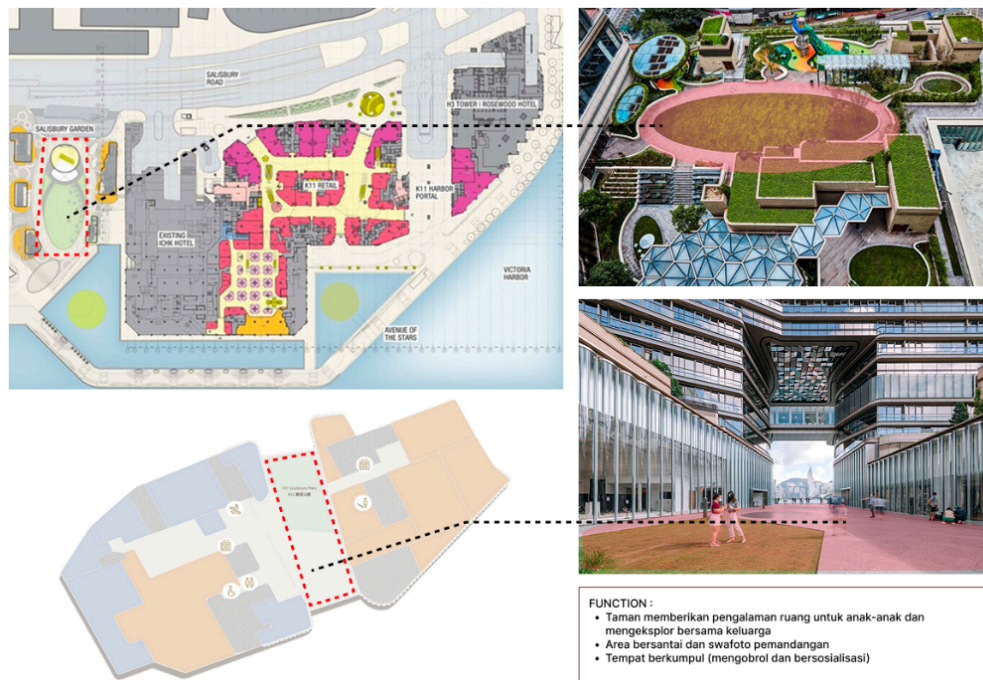 SALISBURY
ROAD
H3 TOWER I ROSEWOOD HOTEL
SALISBURY GARDEN
K11 RETAIL
K11 HARBOR
PORTAL
EXISTING
ICHK HOTEL
VICTORIA
HARBOR
AVENUE OF
THE STARS
FUNCTION :
• Taman memberikan pengalaman ruang untuk anak-anak dan
mengeksplor bersama keluarga
• Area bersantai dan swafoto pemandangan
• Tempat berkumpul (mengobrol dan bersosialisasi)